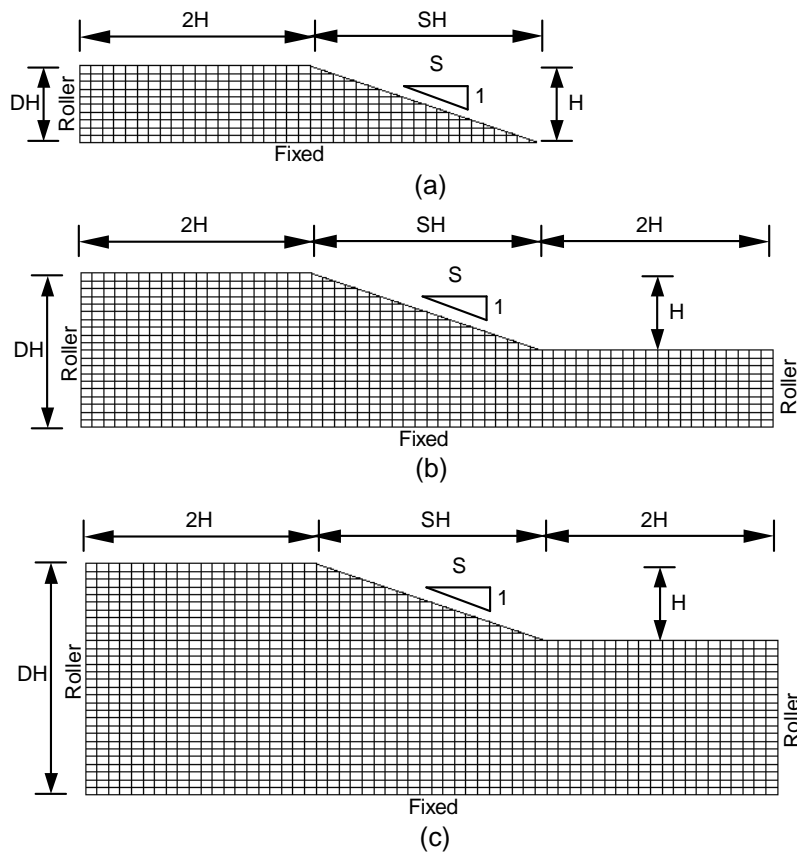 2H
SH
S
1
DH
Roller
H
Fixed
(a)
2H
SH
2H
S
1
H
DH
Roller
Roller
Fixed
(b)
2H
SH
2H
S
1
H
DH
Roller
Roller
Fixed
(c)